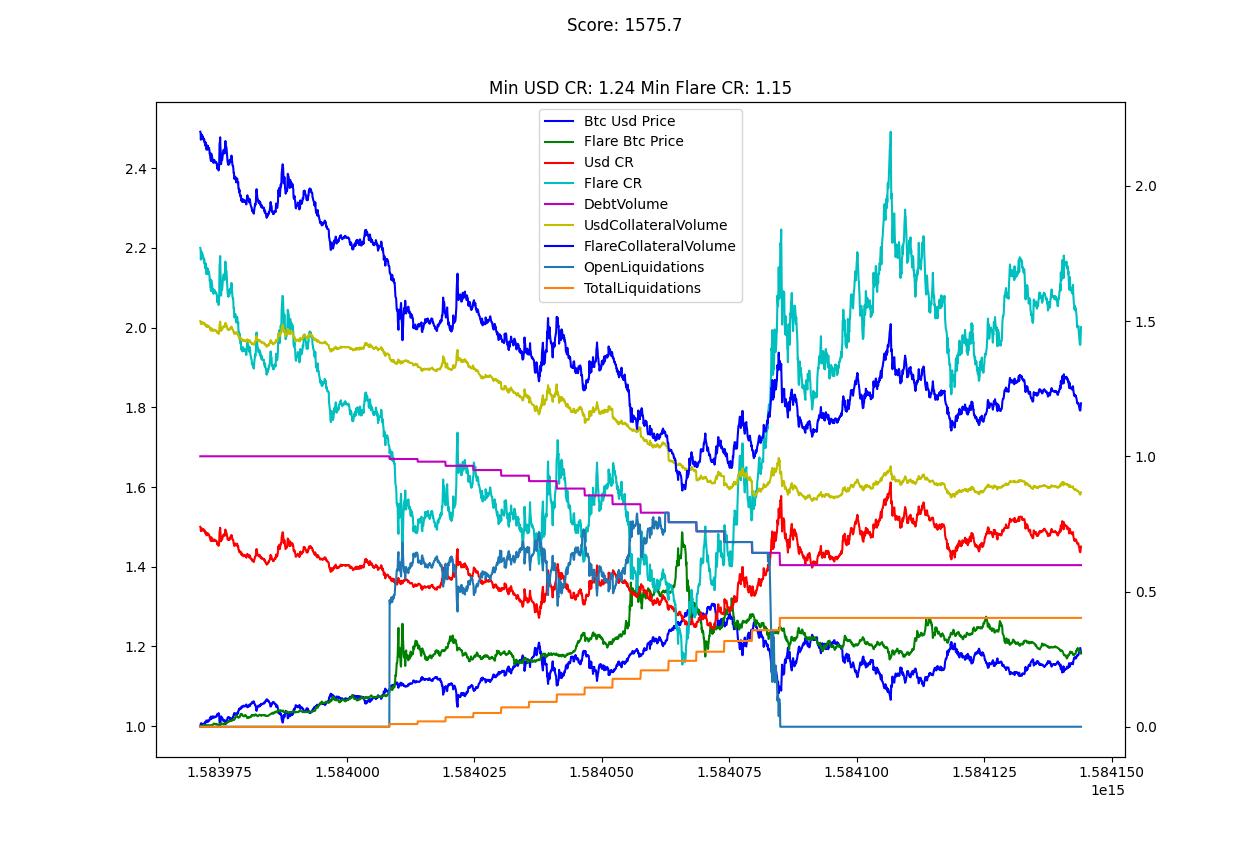 Score: 1575.7
Min USD CR: 1.24 Min Flare CR: 1.15
Btc Usd Price
Flare Btc Price
Usd CR
Flare CR
DebtVolume
UsdCollateralVolume
FlareCollateralVolume
OpenLiquidations
TotalLiquidations
2.4
2.2
2.0
1.8
1.6
1.4
1.2
1.0
2.0
1.5
1.0
0.5
0.0
1.583975 1.584000 1.584025 1.584050 1.584075 1.584100 1.584125 1.584150
1e15